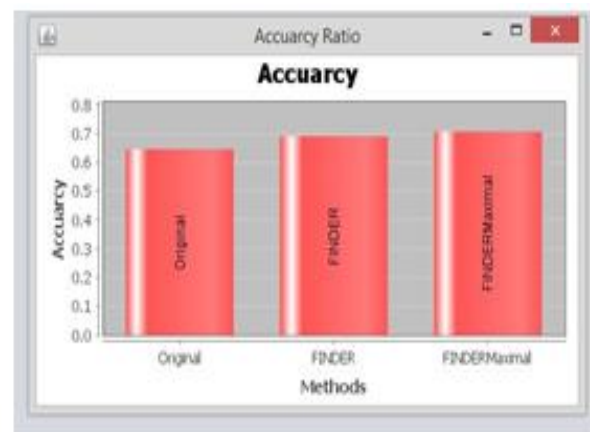 Accuarcy Ratio
Accuarcy
0.8
0.7
0.6
0.5
0.4
0.3
0.2
0.1
0.0
Accuarcy
Original
FINDER
FINDERMaximal
Original
FINDER
FINDERMaximal
Methods